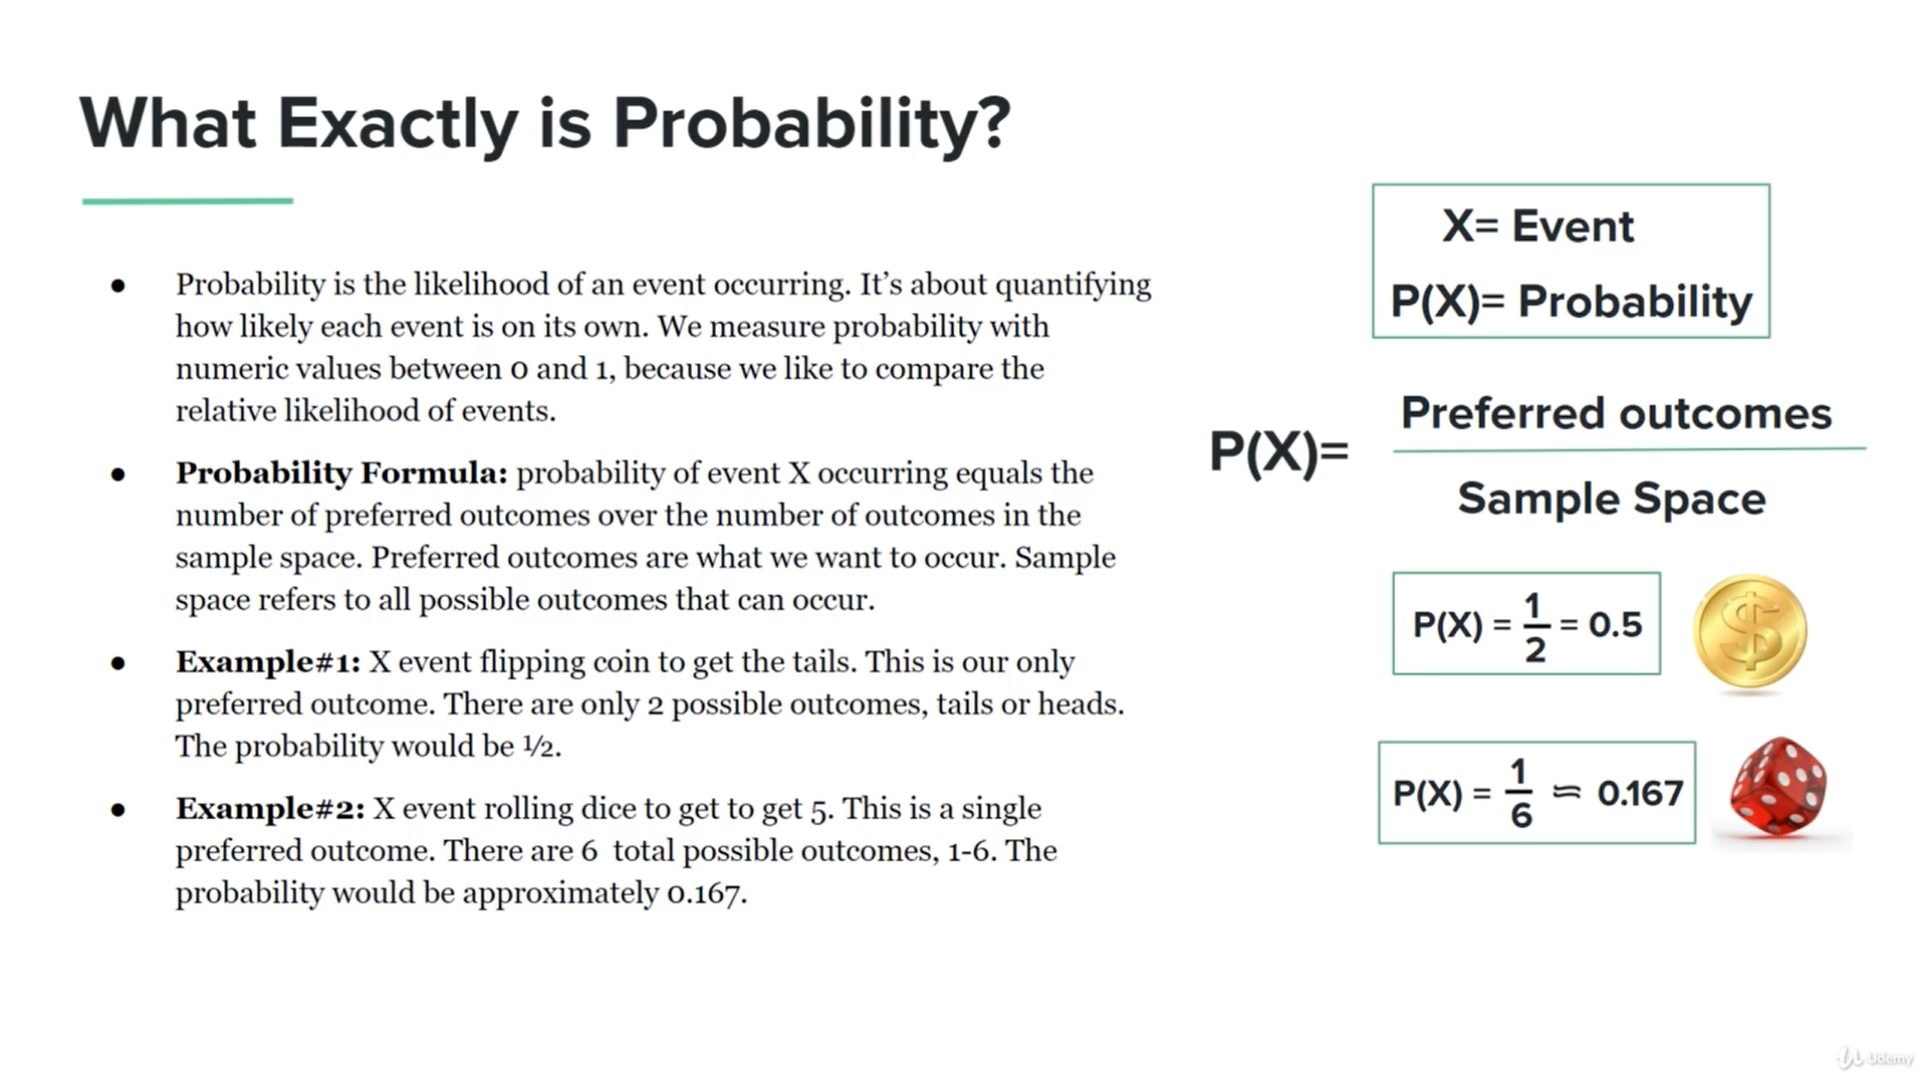 What Exactly is Probability?
● Probability is the likelihood of an event occurring. It’s about quantifying
how likely each event is on its own. We measure probability with
numeric values between 0 and 1, because we like to compare the
relative likelihood of events.
● Probability Formula: probability of event X occurring equals the
number of preferred outcomes over the number of outcomes in the
sample space. Preferred outcomes are what we want to occur. Sample
space refers to all possible outcomes that can occur.
● Example#1: X event flipping coin to get the tails. This is our only
preferred outcome. There are only 2 possible outcomes, tails or heads.
The probability would be ½.
● Example#2: X event rolling dice to get to get 5. This is a single
preferred outcome. There are 6 total possible outcomes, 1-6. The
probability would be approximately 0.167.
X= Event
P(X)= Probability
Preferred outcomes
P(X)=
Sample Space
P(X) = 1/2 = 0.5
$
P(X) = 1/6 ≒ 0.167
Udemy